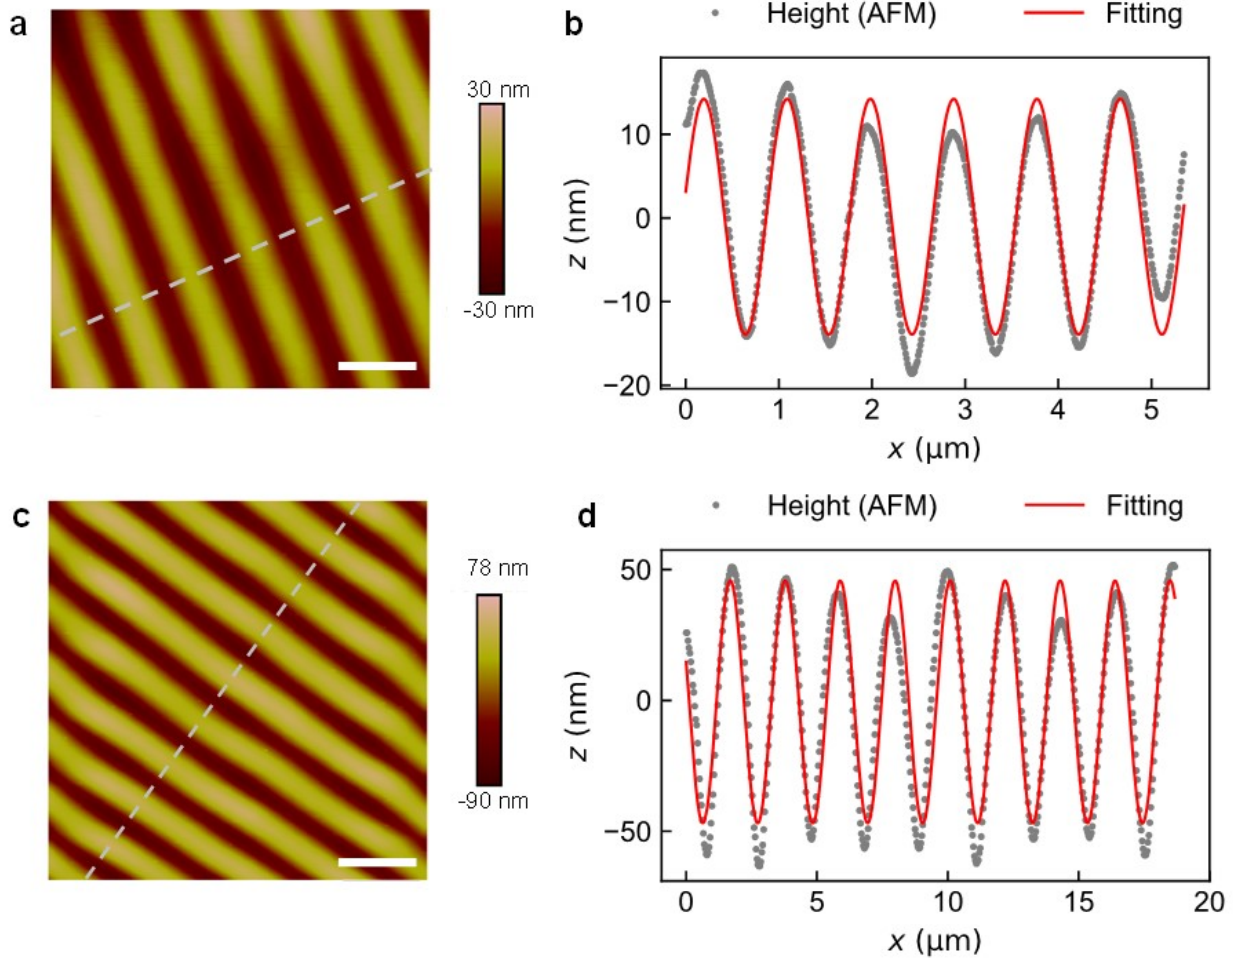 a
30 nm
-30 nm
b
Height (AFM) Fitting
z (nm)
10
0
−10
−20
0 1 2 3 4 5
x (μm)
c
78 nm
-90 nm
d
Height (AFM) Fitting
z (nm)
50
0
−50
0 5 10 15 20
x (μm)